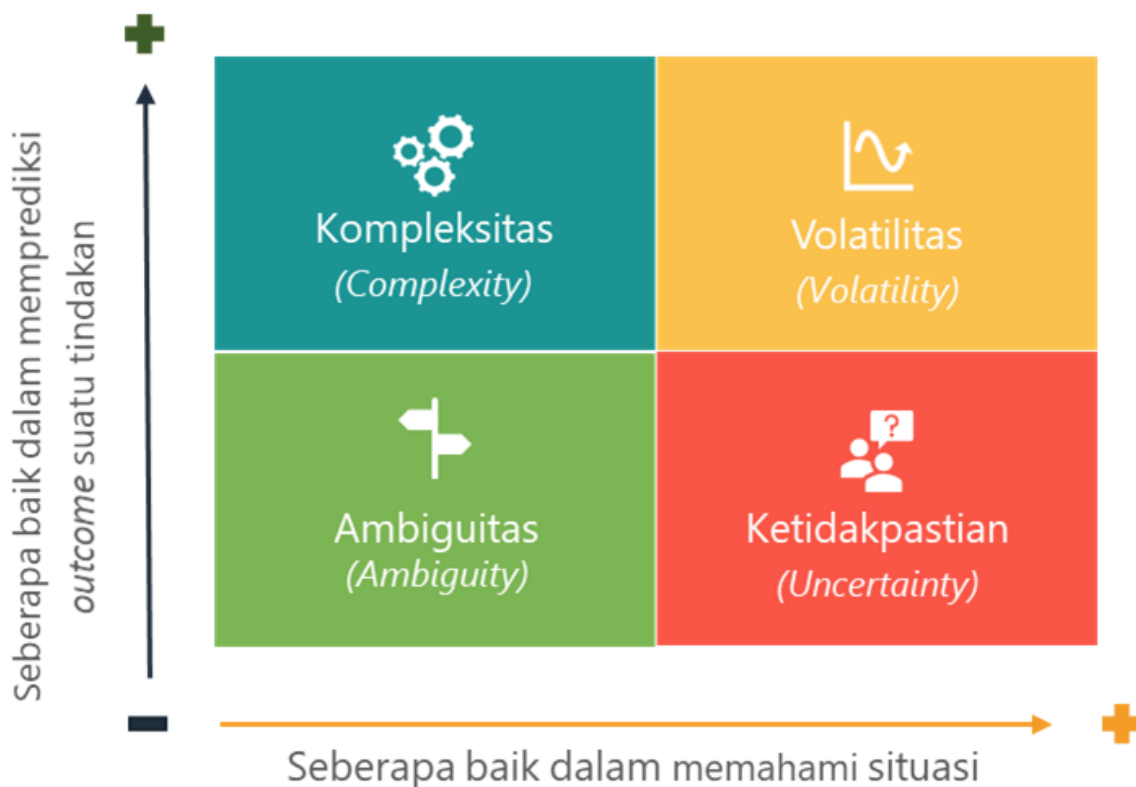 Seberapa baik dalam memprediksi
outcome suatu tindakan
Kompleksitas
(Complexity)
Volatilitas
(Volatility)
Ambiguitas
(Ambiguity)
?
Ketidakpastian
(Uncertainty)
Seberapa baik dalam memahami situasi